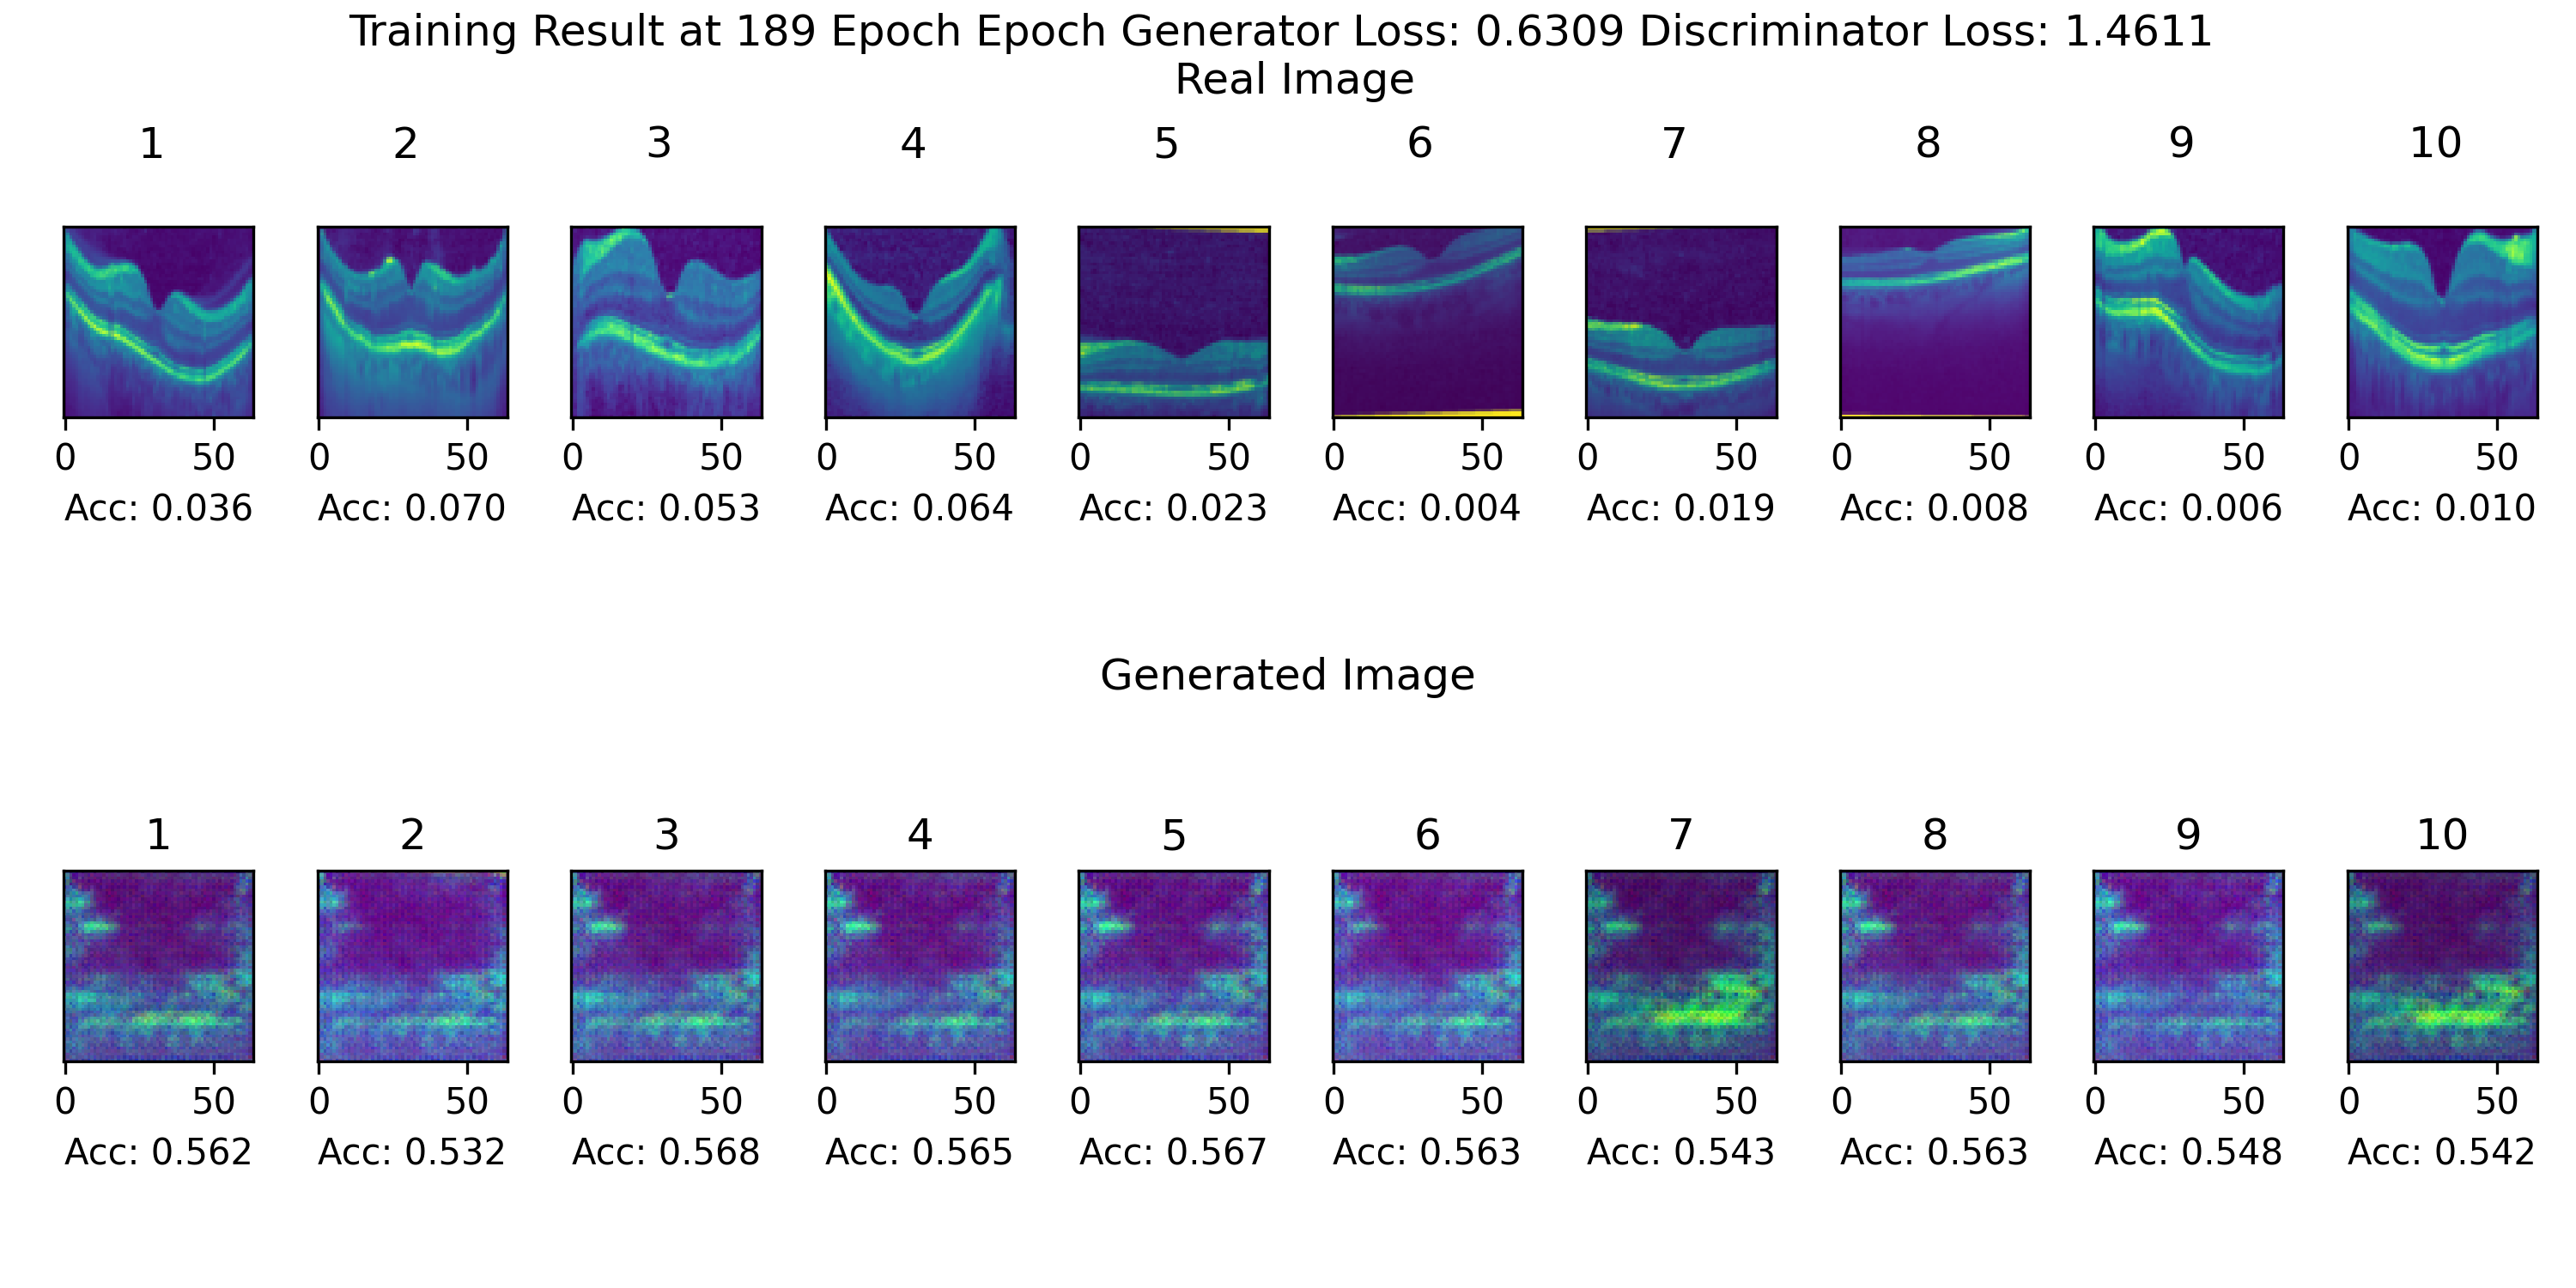 Training Result at 189 Epoch Epoch Generator Loss: 0.6309 Discriminator Loss: 1.4611
Real Image
1 2 3 4 5 6 7 8 9 10
0 50 0 50 0 50 0 50 0 50 0 50 0 50 0 50 0 50 0 50
Acc: 0.036 Acc: 0.070 Acc: 0.053 Acc: 0.064 Acc: 0.023 Acc: 0.004 Acc: 0.019 Acc: 0.008 Acc: 0.006 Acc: 0.010
Generated Image
1 2 3 4 5 6 7 8 9 10
0 50 0 50 0 50 0 50 0 50 0 50 0 50 0 50 0 50 0 50
Acc: 0.562 Acc: 0.532 Acc: 0.568 Acc: 0.565 Acc: 0.567 Acc: 0.563 Acc: 0.543 Acc: 0.563 Acc: 0.548 Acc: 0.542